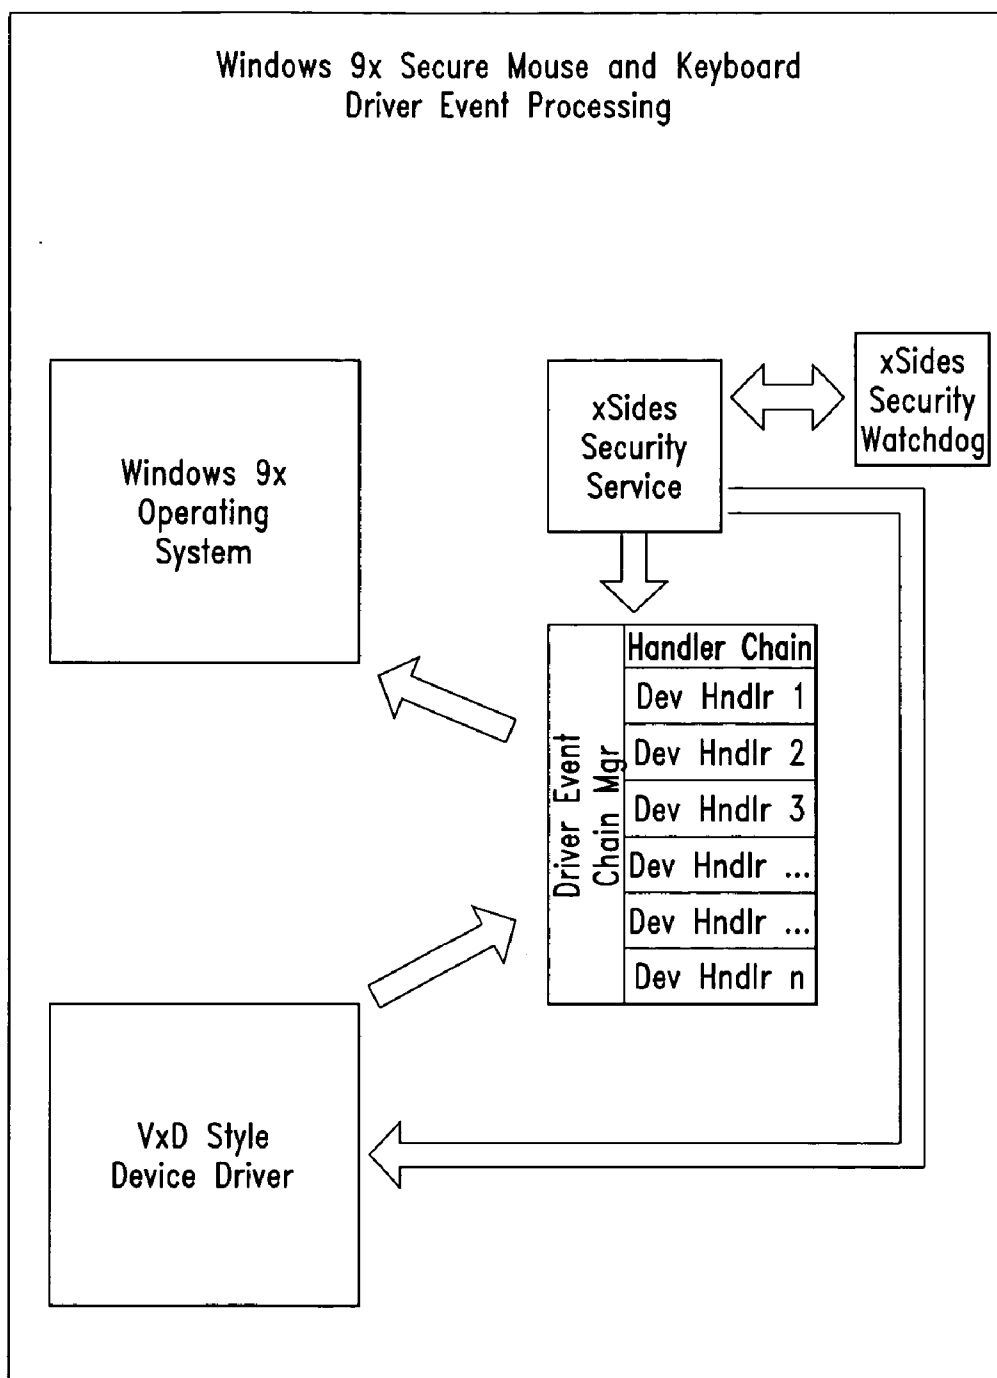 Windows 9x Secure Mouse and Keyboard
Driver Event Processing
Windows 9x
Operating
System
xSides
Security
Service
xSides
Security
Watchdog
Driver Event
Chain Mgr
Handler Chain
Dev Hndlr 1
Dev Hndlr 2
Dev Hndlr 3
Dev Hndlr ...
Dev Hndlr ...
Dev Hndlr n
VxD Style
Device Driver